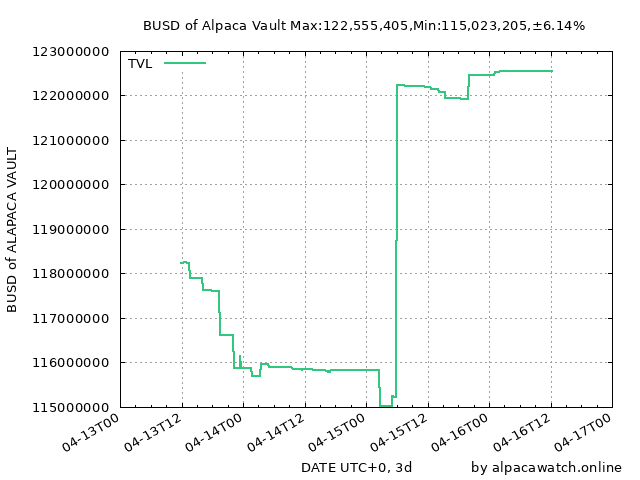 BUSD of Alpaca Vault Max:122,555,405,Min:115,023,205,±6.14%
123000000
TVL
122000000
121000000
120000000
119000000
118000000
117000000
116000000
115000000
BUSD of ALAPACA VAULT
04-13T00 04-13T12 04-14T00 04-14T12 04-15T00 04-15T12 04-16T00 04-16T12 04-17T00
DATE UTC+0, 3d by alpacawatch.online